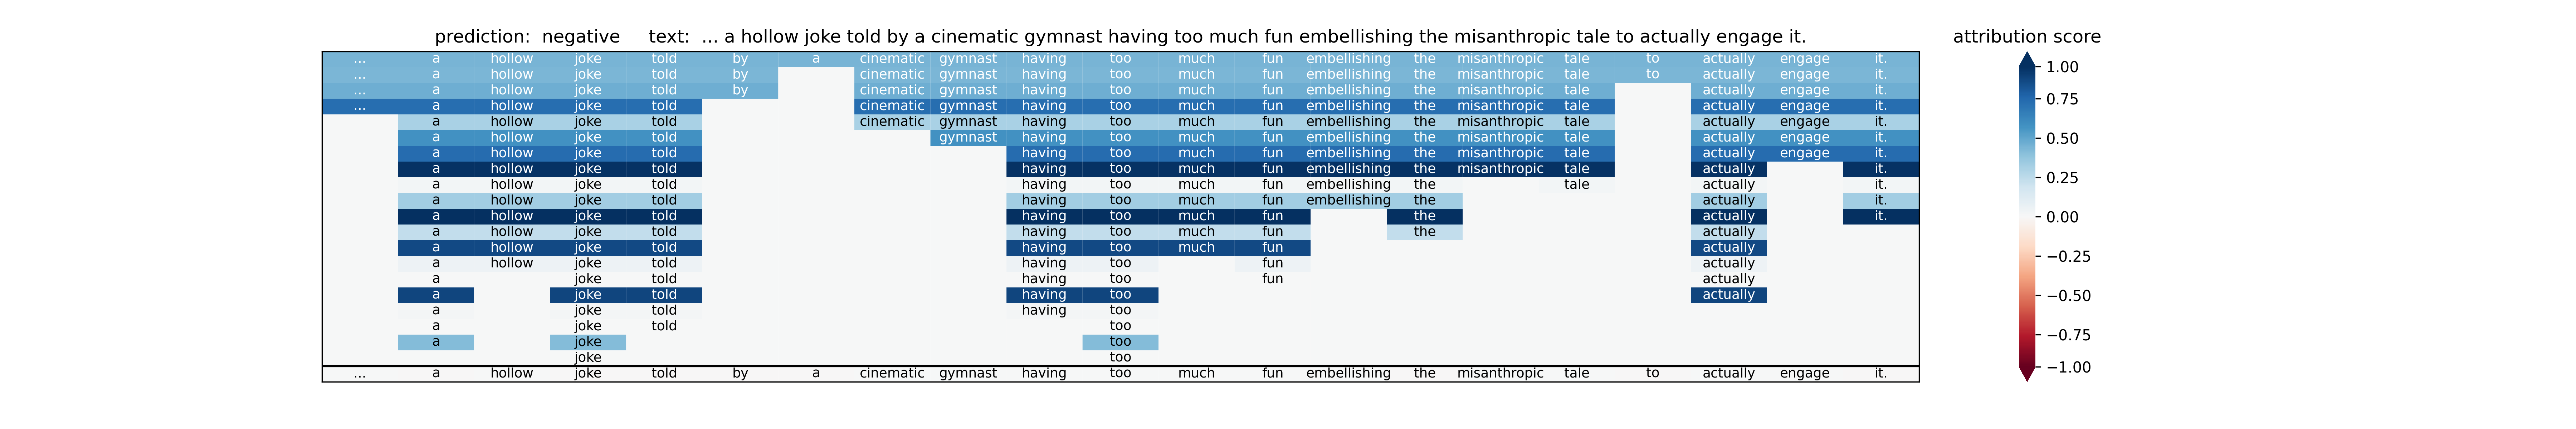 prediction: negative text: ... a hollow joke told by a cinematic gymnast having too much fun embellishing the misanthropic tale to actually engage it.
... a hollow joke told by a cinematic gymnast having too much fun embellishing the misanthropic tale to actually engage it.
... a hollow joke told by cinematic gymnast having too much fun embellishing the misanthropic tale to actually engage it.
... a hollow joke told by cinematic gymnast having too much fun embellishing the misanthropic tale actually engage it.
... a hollow joke told cinematic gymnast having too much fun embellishing the misanthropic tale actually engage it.
a hollow joke told cinematic gymnast having too much fun embellishing the misanthropic tale actually engage it.
a hollow joke told gymnast having too much fun embellishing the misanthropic tale actually engage it.
a hollow joke told having too much fun embellishing the misanthropic tale actually engage it.
a hollow joke told having too much fun embellishing the misanthropic tale actually it.
a hollow joke told having too much fun embellishing the tale actually it.
a hollow joke told having too much fun embellishing the actually it.
a hollow joke told having too much fun the actually it.
a hollow joke told having too much fun the actually
a hollow joke told having too much fun actually
a hollow joke told having too fun actually
a joke told having too fun actually
a joke told having too actually
a joke told having too
a joke told too
a joke too
joke too
... a hollow joke told by a cinematic gymnast having too much fun embellishing the misanthropic tale to actually engage it.
attribution score
1.00
0.75
0.50
0.25
0.00
−0.25
−0.50
−0.75
−1.00